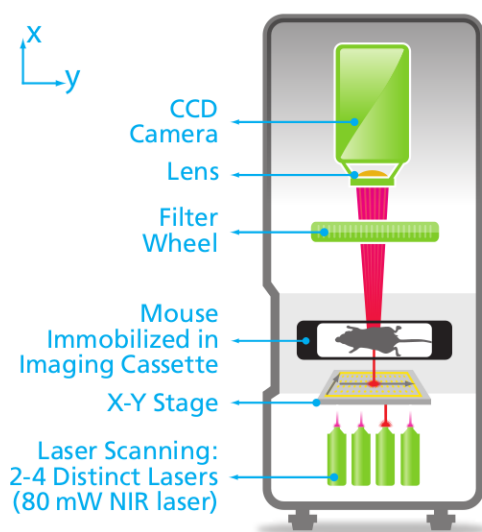 x
y
CCD
Camera
Lens
Filter
Wheel
Mouse
Immobilized in
Imaging Cassette
X-Y Stage
Laser Scanning:
2-4 Distinct Lasers
(80 mW NIR laser)